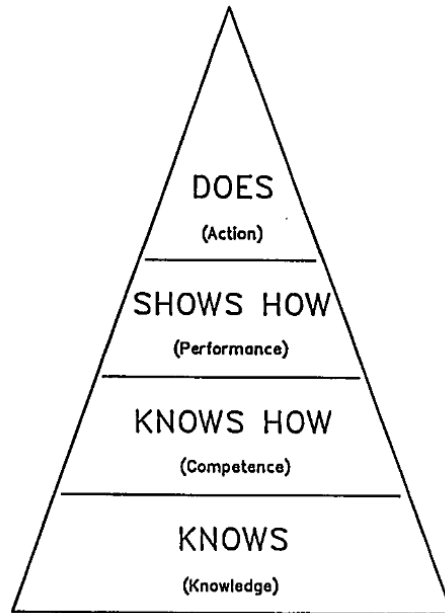 DOES
(Action)
SHOWS HOW
(Performance)
KNOWS HOW
(Competence)
KNOWS
(Knowledge)